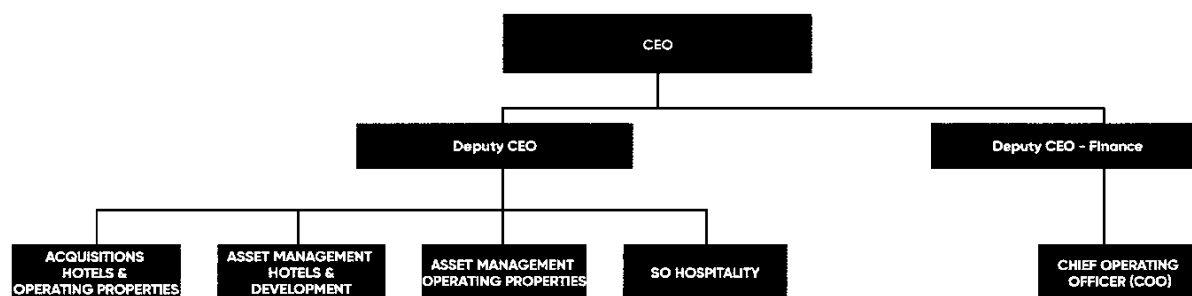 CEO
Deputy CEO
Deputy CEO - Finance
ACQUISITIONS
HOTELS &
OPERATING PROPERTIES
ASSET MANAGEMENT
HOTELS &
DEVELOPMENT
ASSET MANAGEMENT
OPERATING PROPERTIES
SO HOSPITALITY
CHIEF OPERATING
OFFICER (COO)